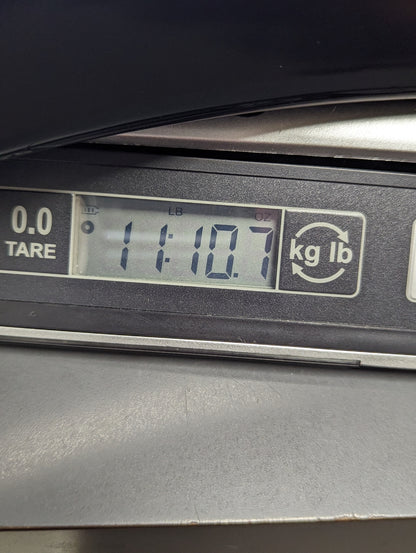 0.0
TARE
LB OZ
11:10.7
kg lb